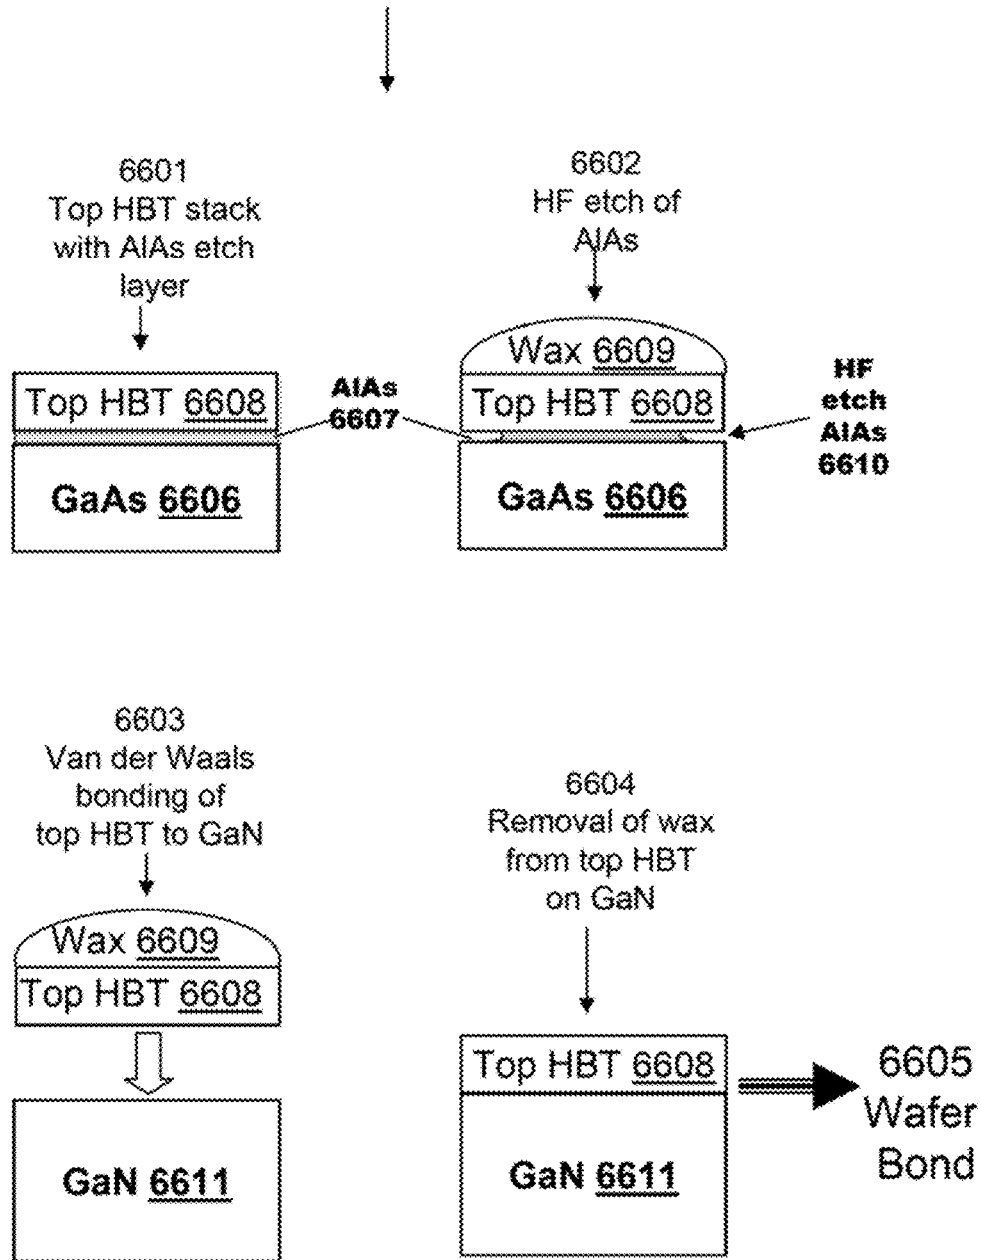 6601
Top HBT stack
with AlAs etch
layer
6602
HF etch of
AlAs
Top HBT 6608
GaAs 6606
AlAs
6607
Wax 6609
Top HBT 6608
GaAs 6606
HF
etch
AlAs
6610
6603
Van der Waals
bonding of
top HBT to GaN
Wax 6609
Top HBT 6608
GaN 6611
6604
Removal of wax
from top HBT
on GaN
Top HBT 6608
GaN 6611
6605
Wafer
Bond